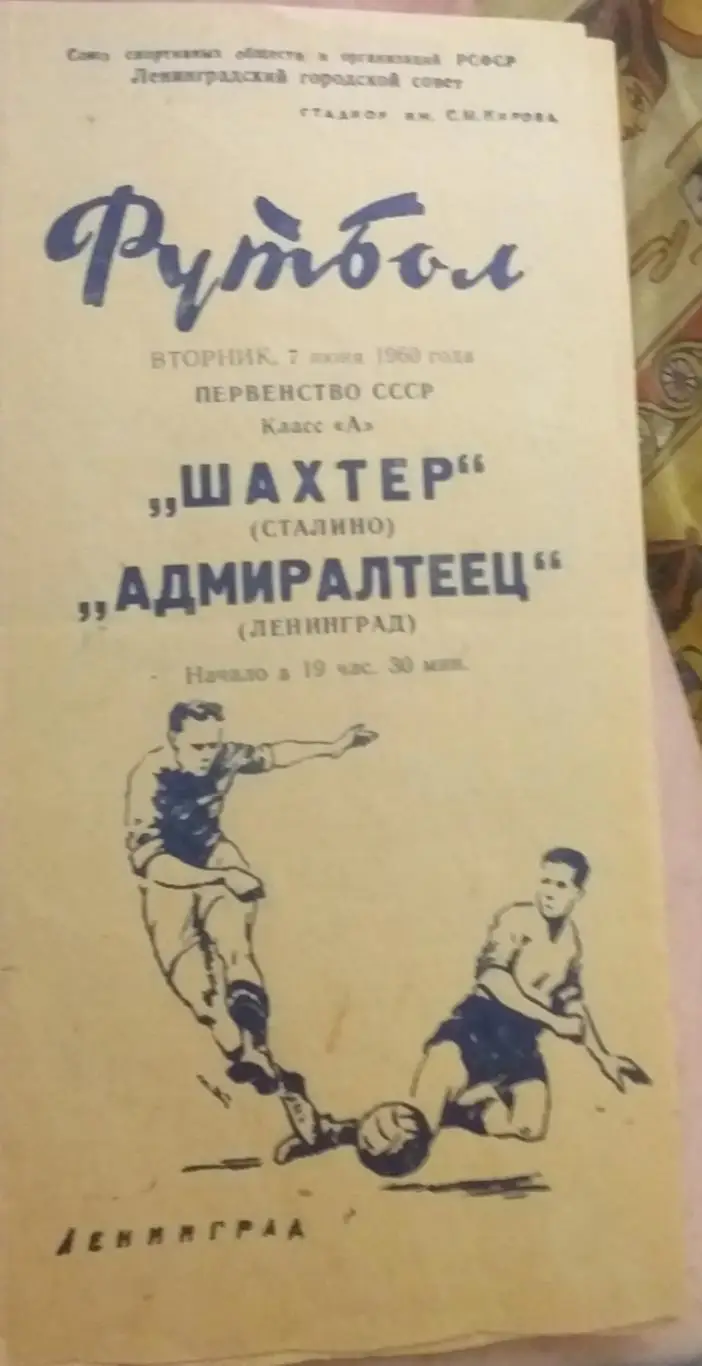 Союз спортивных обществ и организаций РСФСР
Ленинградский городской совет
СТАДИОН им. С.М.КИРОВА
Футбол
ВТОРНИК, 7 июня 1960 года
ПЕРВЕНСТВО СССР
Класс «А»
„ШАХТЕР“
(СТАЛИНО)
„АДМИРАЛТЕЕЦ“
(ЛЕНИНГРАД)
Начало в 19 час. 30 мин.
ЛЕНИНГРАД